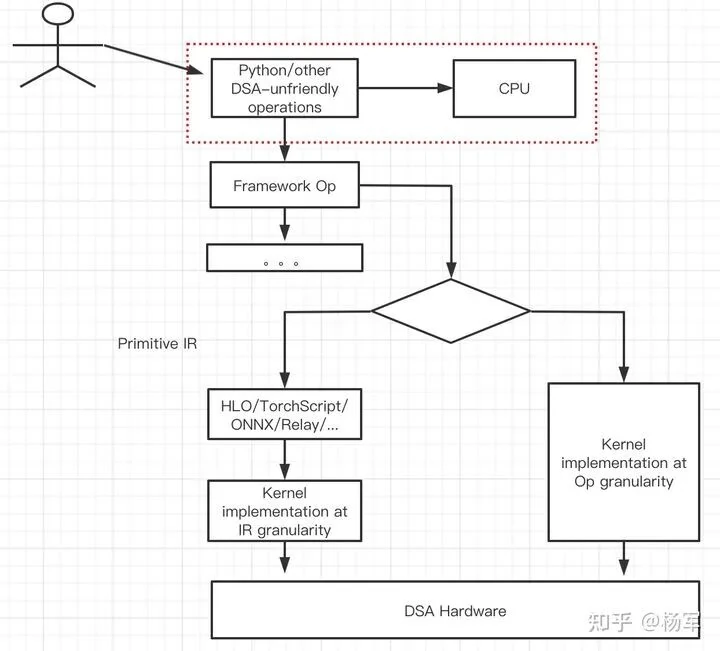 Python/other
DSA-unfriendly
operations
CPU
Framework Op
。。。
Primitive IR
HLO/TorchScript/
ONNX/Relay/...
Kernel
implementation at
IR granularity
Kernel
implementation at
Op granularity
DSA Hardware
知乎 @杨军